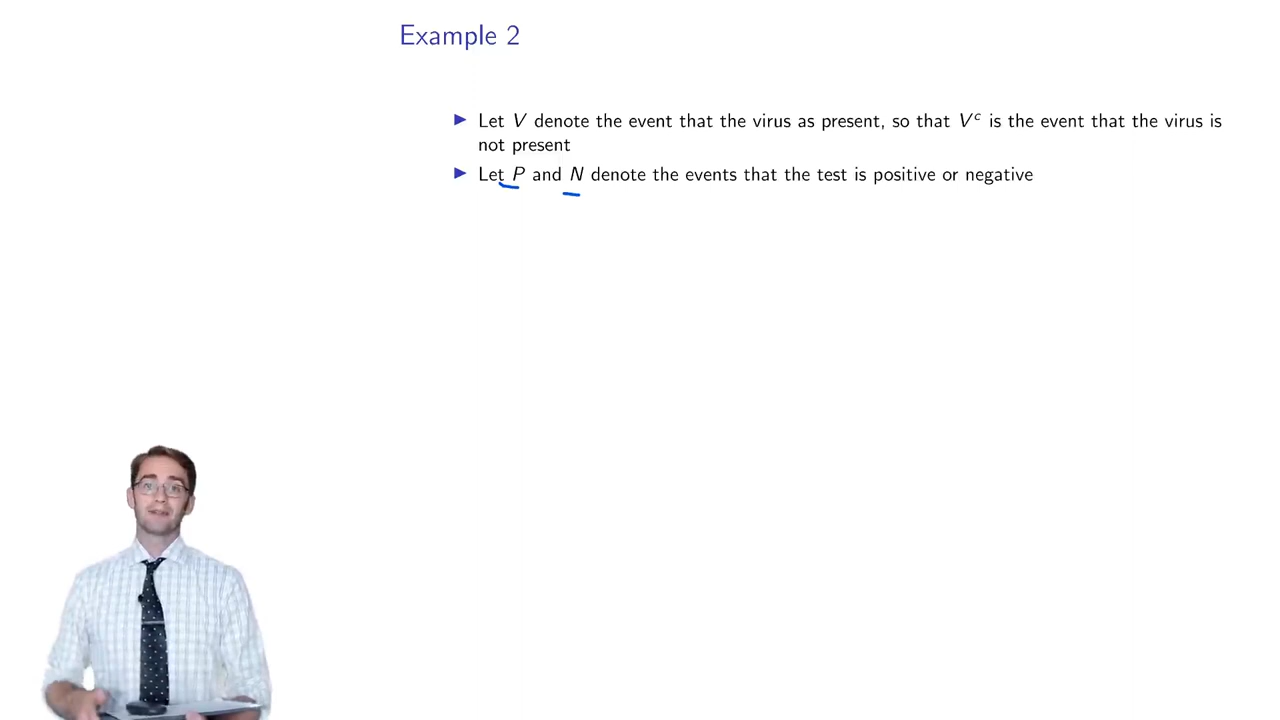 Example 2
▶ Let V denote the event that the virus as present, so that Vᶜ is the event that the virus is
not present
▶ Let P and N denote the events that the test is positive or negative